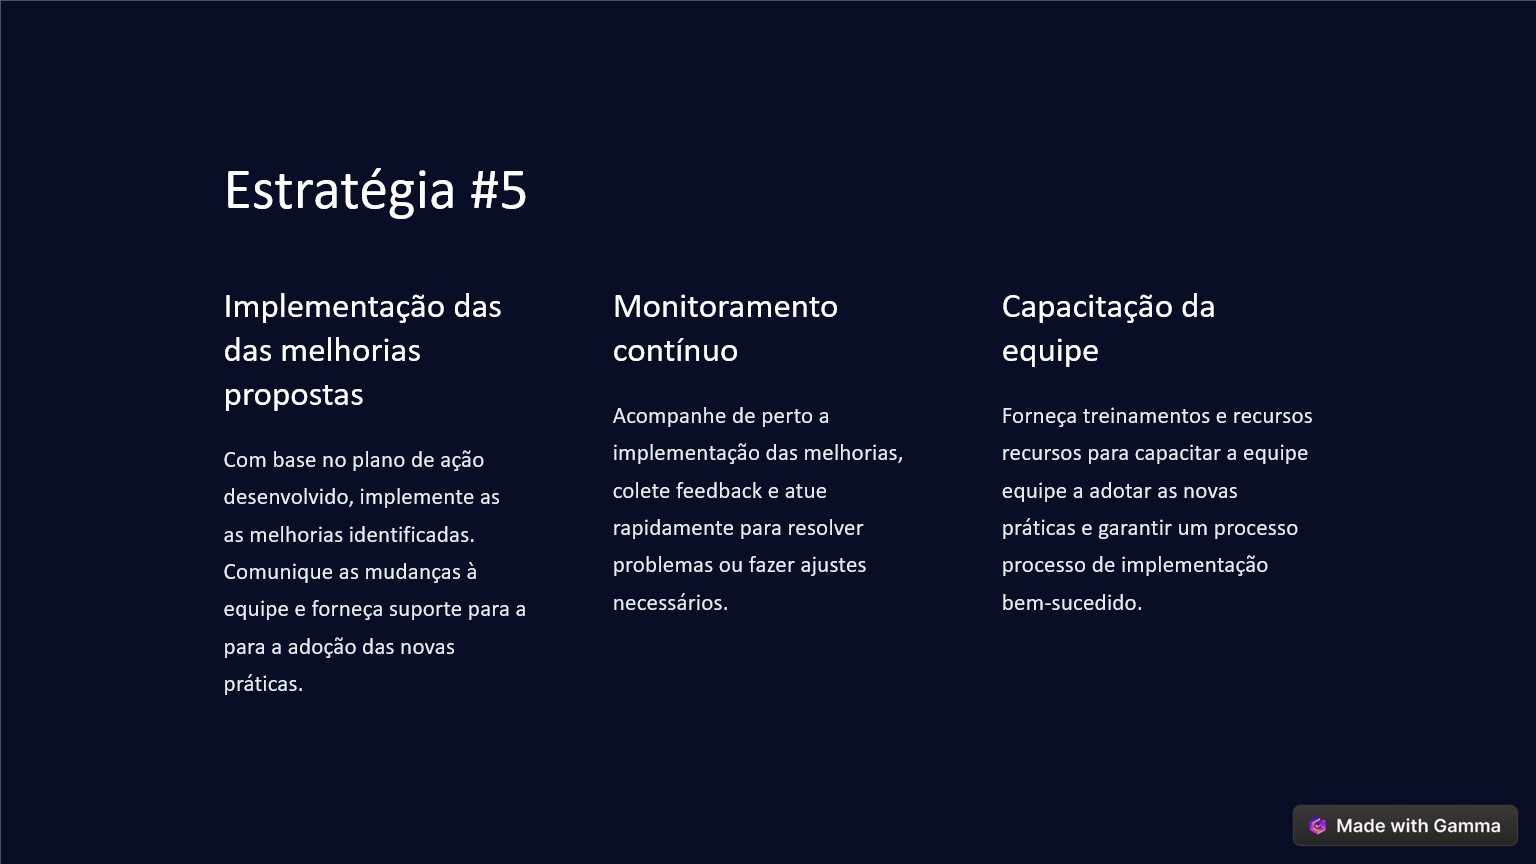 Estratégia #5
Implementação das
das melhorias
propostas
Com base no plano de ação
desenvolvido, implemente as
as melhorias identificadas.
Comunique as mudanças à
equipe e forneça suporte para a
para a adoção das novas
práticas.
Monitoramento
contínuo
Acompanhe de perto a
implementação das melhorias,
colete feedback e atue
rapidamente para resolver
problemas ou fazer ajustes
necessários.
Capacitação da
equipe
Forneça treinamentos e recursos
recursos para capacitar a equipe
equipe a adotar as novas
práticas e garantir um processo
processo de implementação
bem-sucedido.
Made with Gamma